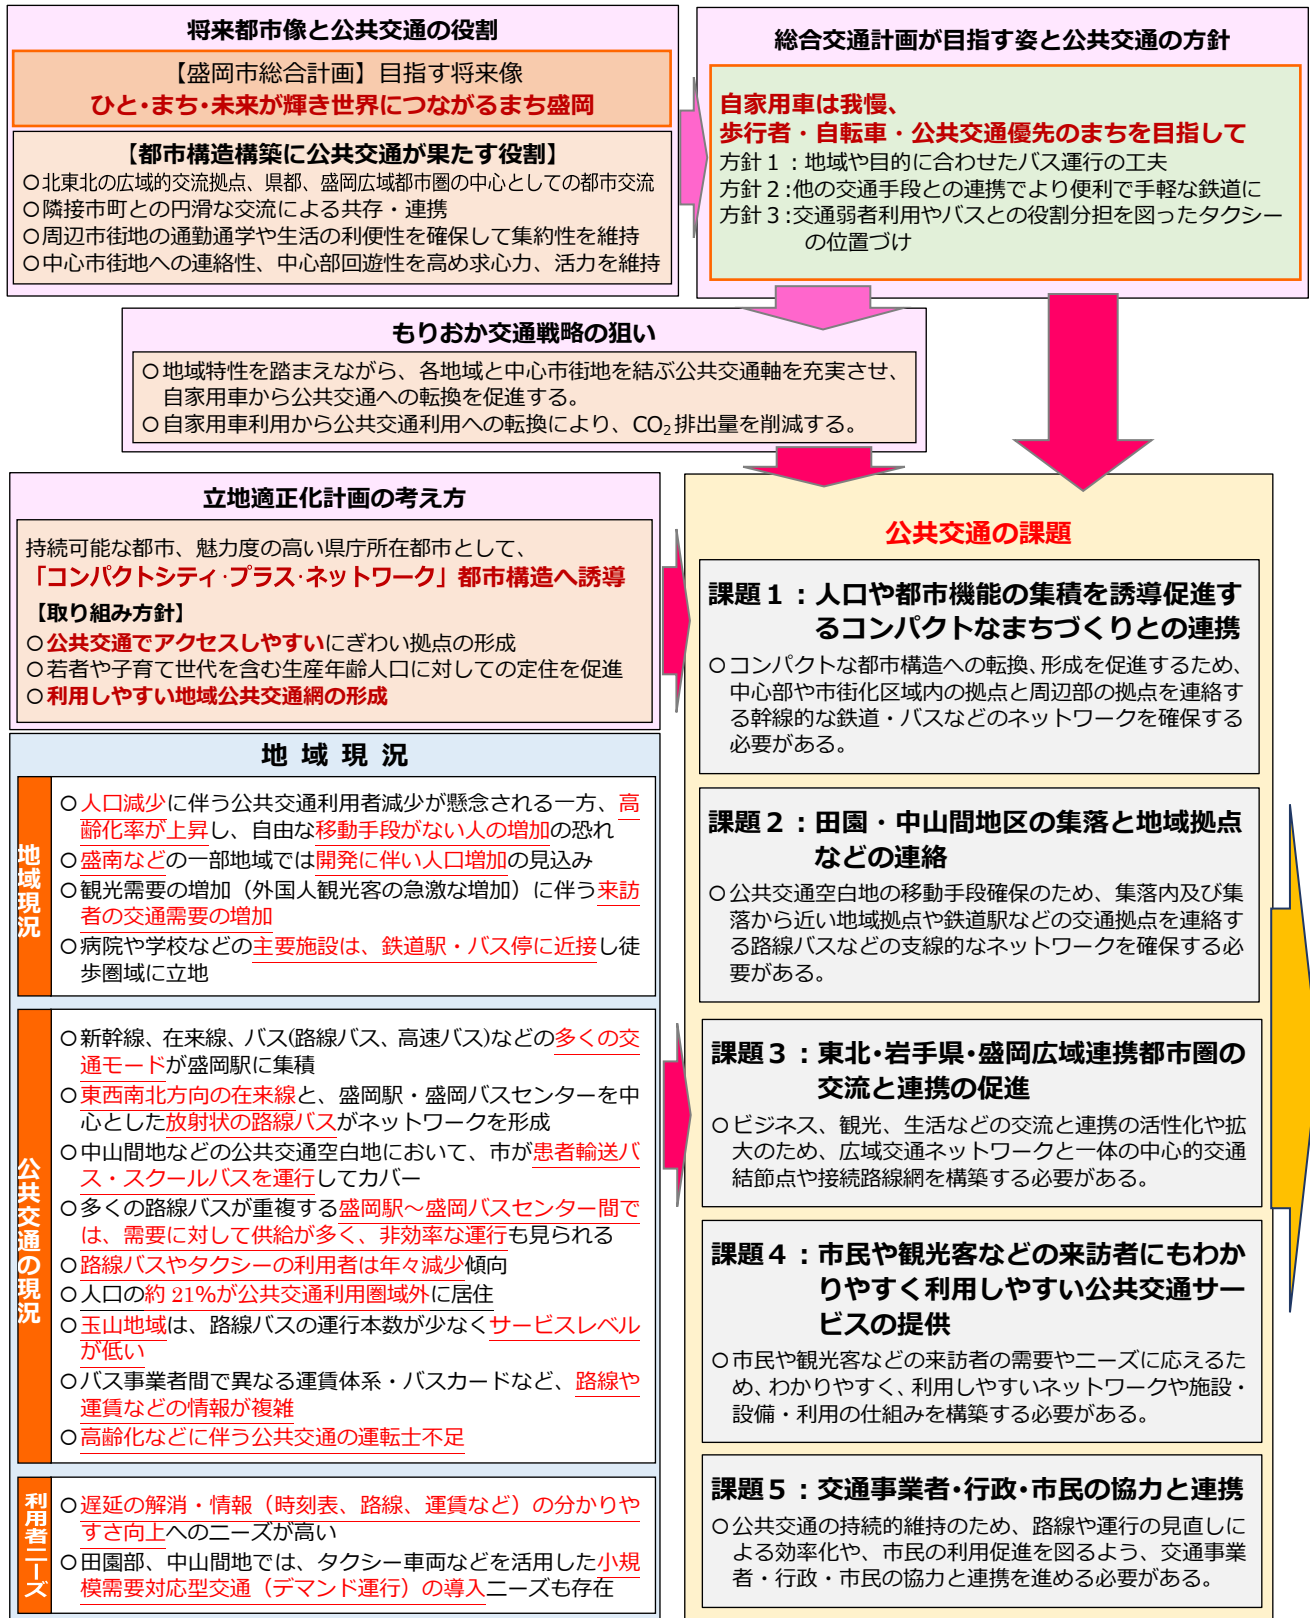 将来都市像と公共交通の役割
【盛岡市総合計画】目指す将来像
ひと・まち・未来が輝き世界につながるまち盛岡
【都市構造構築に公共交通が果たす役割】
○北東北の広域的交流拠点、県都、盛岡広域都市圏の中心としての都市交流
○隣接市町との円滑な交流による共存・連携
○周辺市街地の通勤通学や生活の利便性を確保して集約性を維持
○中心市街地への連絡性、中心部回遊性を高め求心力、活力を維持
総合交通計画が目指す姿と公共交通の方針
自家用車は我慢、
歩行者・自転車・公共交通優先のまちを目指して
方針１：地域や目的に合わせたバス運行の工夫
方針２：他の交通手段との連携でより便利で手軽な鉄道に
方針３：交通弱者利用やバスとの役割分担を図ったタクシー
の位置づけ
もりおか交通戦略の狙い
○地域特性を踏まえながら、各地域と中心市街地を結ぶ公共交通軸を充実させ、
自家用車から公共交通への転換を促進する。
○自家用車利用から公共交通利用への転換により、CO₂排出量を削減する。
立地適正化計画の考え方
持続可能な都市、魅力度の高い県庁所在都市として、
「コンパクトシティ・プラス・ネットワーク」都市構造へ誘導
【取り組み方針】
○公共交通でアクセスしやすいにぎわい拠点の形成
○若者や子育て世代を含む生産年齢人口に対しての定住を促進
○利用しやすい地域公共交通網の形成
地域現況
地域現況
○人口減少に伴う公共交通利用者減少が懸念される一方、高
齢化率が上昇し、自由な移動手段がない人の増加の恐れ
○盛南などの一部地域では開発に伴い人口増加の見込み
○観光需要の増加（外国人観光客の急激な増加）に伴う来訪
者の交通需要の増加
○病院や学校などの主要施設は、鉄道駅・バス停に近接し徒
歩圏域に立地
公共交通の現況
○新幹線、在来線、バス(路線バス、高速バス)などの多くの交
通モードが盛岡駅に集積
○東西南北方向の在来線と、盛岡駅・盛岡バスセンターを中
心とした放射状の路線バスがネットワークを形成
○中山間地などの公共交通空白地において、市が患者輸送バ
ス・スクールバスを運行してカバー
○多くの路線バスが重複する盛岡駅～盛岡バスセンター間で
は、需要に対して供給が多く、非効率な運行も見られる
○路線バスやタクシーの利用者は年々減少傾向
○人口の約 21%が公共交通利用圏域外に居住
○玉山地域は、路線バスの運行本数が少なくサービスレベル
が低い
○バス事業者間で異なる運賃体系・バスカードなど、路線や
運賃などの情報が複雑
○高齢化などに伴う公共交通の運転士不足
利用者ニーズ
○遅延の解消・情報（時刻表、路線、運賃など）の分かりや
すさ向上へのニーズが高い
○田園部、中山間地では、タクシー車両などを活用した小規
模需要対応型交通（デマンド運行）の導入ニーズも存在
公共交通の課題
課題１：人口や都市機能の集積を誘導促進す
るコンパクトなまちづくりとの連携
○コンパクトな都市構造への転換、形成を促進するため、
中心部や市街化区域内の拠点と周辺部の拠点を連絡す
る幹線的な鉄道・バスなどのネットワークを確保する
必要がある。
課題２：田園・中山間地区の集落と地域拠点
などの連絡
○公共交通空白地の移動手段確保のため、集落内及び集
落から近い地域拠点や鉄道駅などの交通拠点を連絡す
る路線バスなどの支線的なネットワークを確保する必
要がある。
課題３：東北・岩手県・盛岡広域連携都市圏の
交流と連携の促進
○ビジネス、観光、生活などの交流と連携の活性化や拡
大のため、広域交通ネットワークと一体の中心的交通
結節点や接続路線網を構築する必要がある。
課題４：市民や観光客などの来訪者にもわか
りやすく利用しやすい公共交通サー
ビスの提供
○市民や観光客などの来訪者の需要やニーズに応えるた
め、わかりやすく、利用しやすいネットワークや施設・
設備・利用の仕組みを構築する必要がある。
課題５：交通事業者・行政・市民の協力と連携
○公共交通の持続的維持のため、路線や運行の見直しに
よる効率化や、市民の利用促進を図るよう、交通事業
者・行政・市民の協力と連携を進める必要がある。